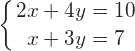 2x + 4y = 10
x + 3y = 7